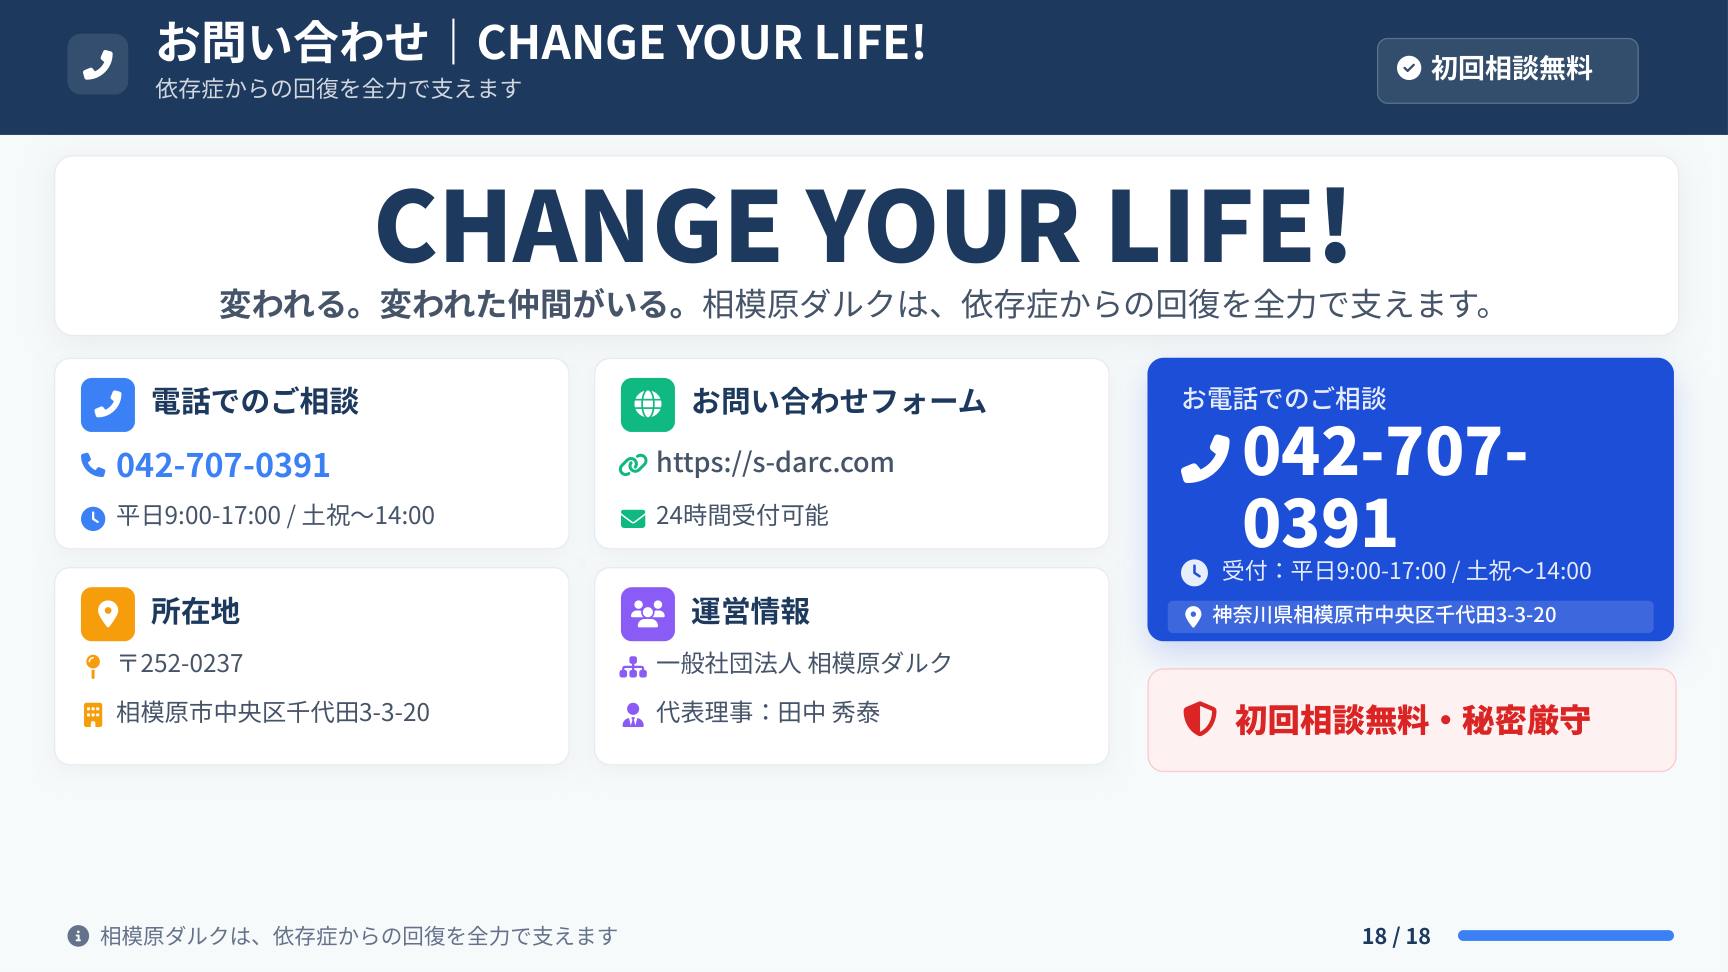 お問い合わせ｜CHANGE YOUR LIFE!
依存症からの回復を全力で支えます
初回相談無料
CHANGE YOUR LIFE!
変われる。変われた仲間がいる。相模原ダルクは、依存症からの回復を全力で支えます。
電話でのご相談
042-707-0391
平日9:00-17:00 / 土祝〜14:00
お問い合わせフォーム
https://s-darc.com
24時間受付可能
所在地
〒252-0237
相模原市中央区千代田3-3-20
運営情報
一般社団法人 相模原ダルク
代表理事：田中 秀泰
お電話でのご相談
042-707-
0391
受付：平日9:00-17:00 / 土祝〜14:00
神奈川県相模原市中央区千代田3-3-20
初回相談無料・秘密厳守
相模原ダルクは、依存症からの回復を全力で支えます
18 / 18